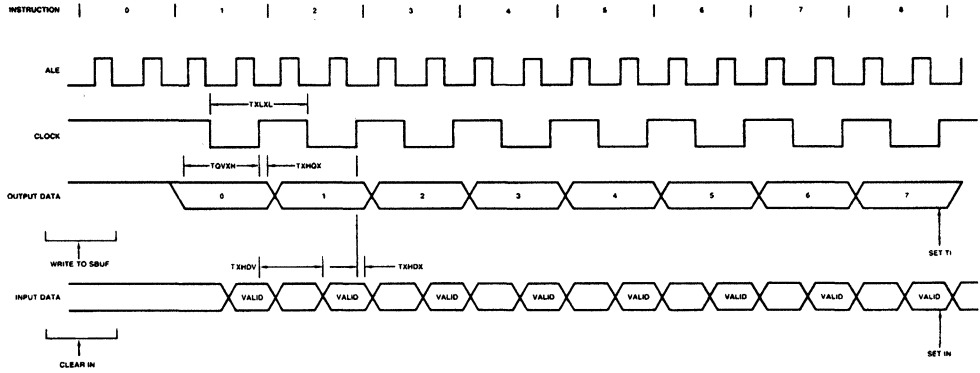 INSTRUCTION | 0 | 1 | 2 | 3 | 4 | 5 | 6 | 7 | 8 |
ALE
TXLXL
CLOCK
TQVXH TXHQX
OUTPUT DATA 0 1 2 3 4 5 6 7
WRITE TO SBUF
SET TI
TXHDV TXHDX
INPUT DATA VALID VALID VALID VALID VALID VALID VALID VALID
CLEAR IN
SET IN